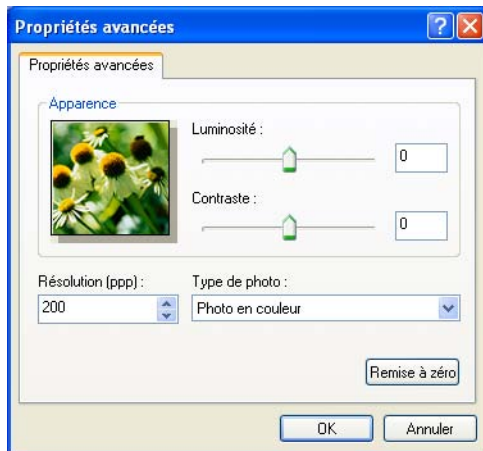 Propriétés avancées
Propriétés avancées
Apparence
Luminosité :
0
Contraste :
0
Résolution (ppp) :
Type de photo :
200
Photo en couleur
Remise à zéro
OK
Annuler